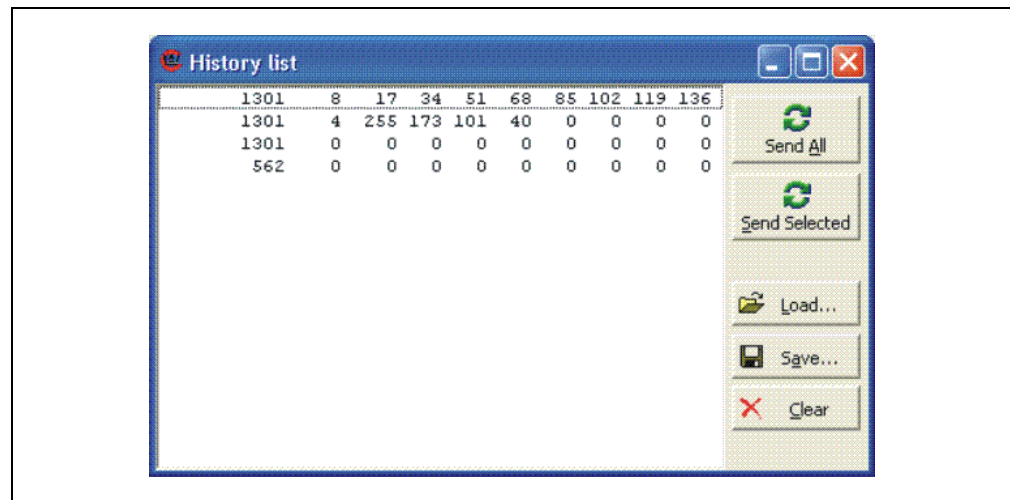 History list
1301 8 17 34 51 68 85 102 119 136
1301 4 255 173 101 40 0 0 0 0
1301 0 0 0 0 0 0 0 0 0
562 0 0 0 0 0 0 0 0 0
Send All
Send Selected
Load...
Save...
Clear